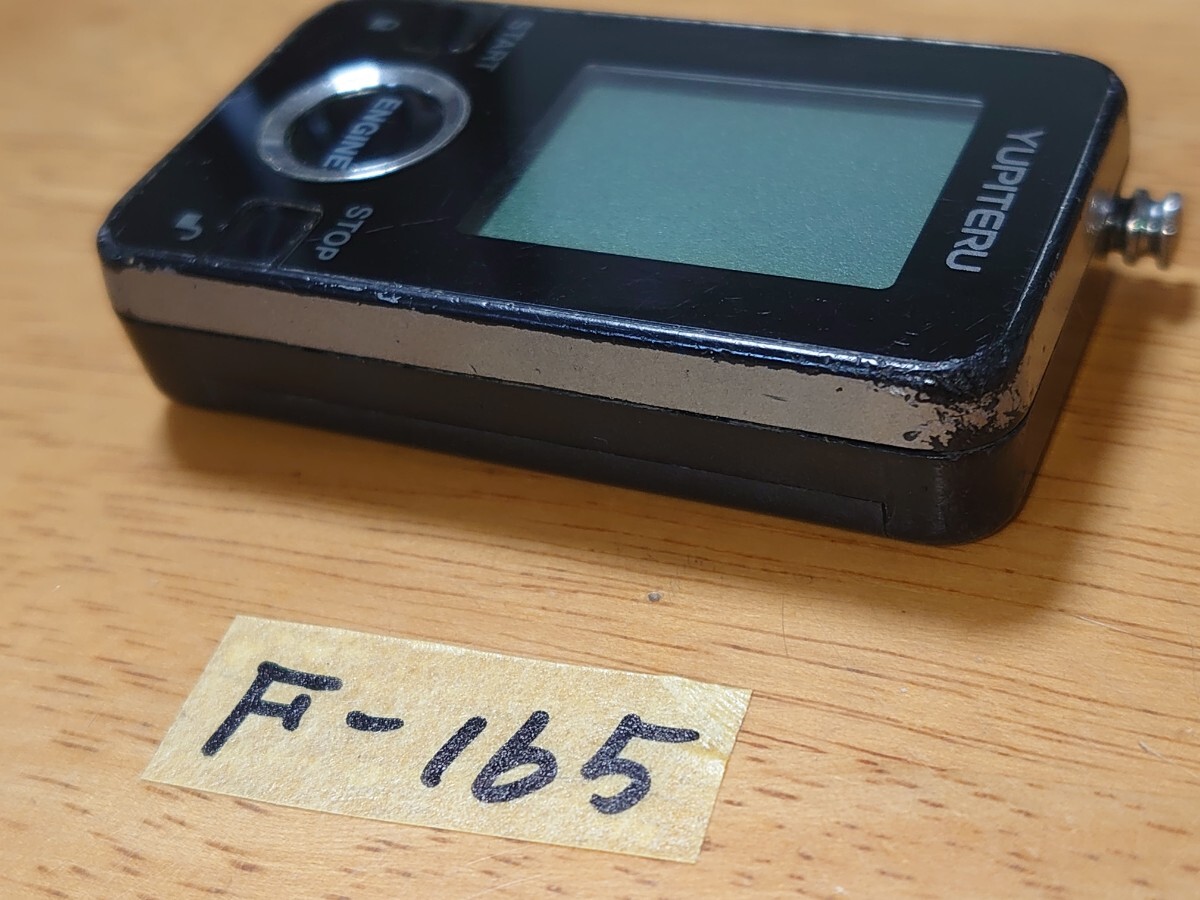 YUPITERU
START
ENGINE
STOP
F-165